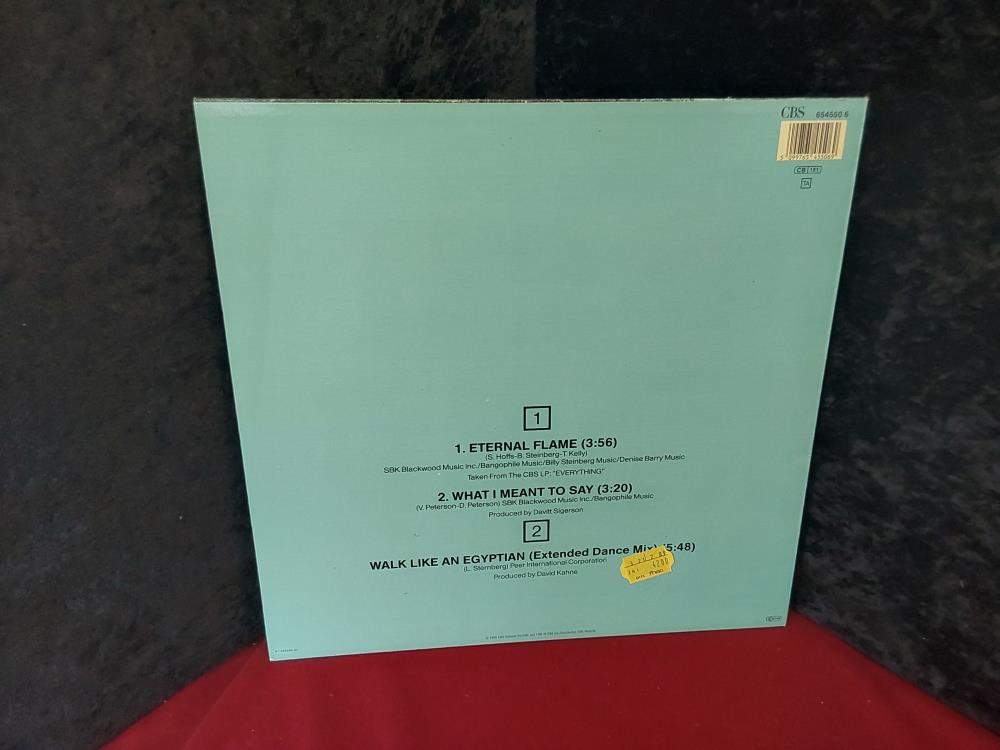 CBS 654550 6
CB 181
TA
1
1. ETERNAL FLAME (3:56)
(S. Hoffs-B. Steinberg-T. Kelly)
SBK Blackwood Music Inc./Bangophile Music/Billy Steinberg Music/Denise Barry Music
Taken From The CBS LP: "EVERYTHING"
2. WHAT I MEANT TO SAY (3:20)
(V. Peterson-D. Peterson) SBK Blackwood Music Inc./Bangophile Music
Produced by Davitt Sigerson
2
WALK LIKE AN EGYPTIAN (Extended Dance Mix) (5:48)
(L. Sternberg) Peer International Corporation
Produced by David Kahne
4200